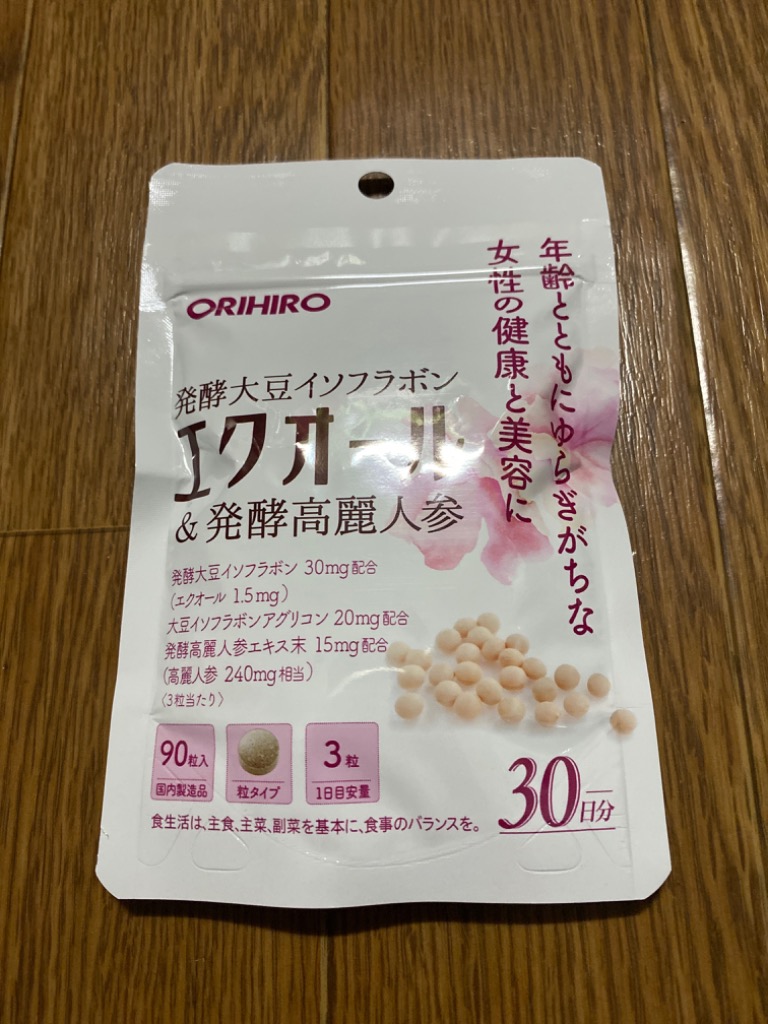 ORIHIRO
年齢とともにゆらぎがちな
女性の健康と美容に
発酵大豆イソフラボン
エクオール
&発酵高麗人参
発酵大豆イソフラボン 30mg配合
(エクオール 1.5mg)
大豆イソフラボンアグリコン 20mg配合
発酵高麗人参エキス末 15mg配合
(高麗人参 240mg相当)
〈3粒当たり〉
90粒入
国内製造品
粒タイプ
3粒
1日目安量
30日分
食生活は、主食、主菜、副菜を基本に、食事のバランスを。